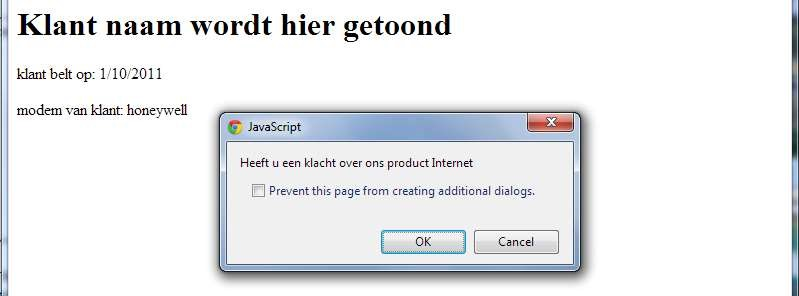 Klant naam wordt hier getoond
klant belt op: 1/10/2011
modem van klant: honeywell
JavaScript
Heeft u een klacht over ons product Internet
Prevent this page from creating additional dialogs.
OK
Cancel